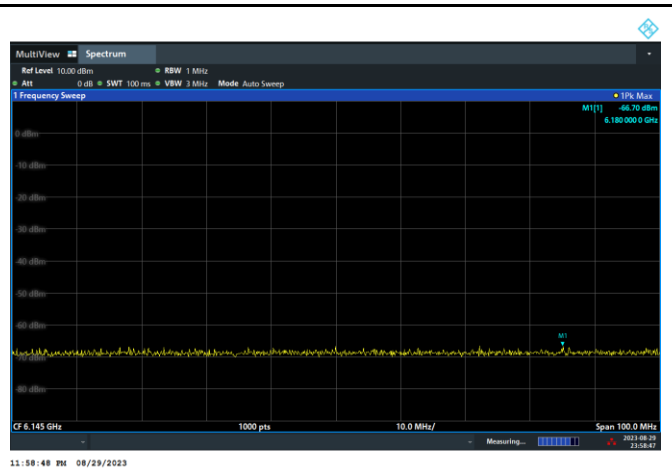 MultiView Spectrum
Ref Level 10.00 dBm RBW 1 MHz
Att 0 dB SWT 100 ms VBW 3 MHz Mode Auto Sweep
1 Frequency Sweep 1Pk Max
M1[1] -66.70 dBm
6.180 000 0 GHz
0 dBm
-10 dBm
-20 dBm
-30 dBm
-40 dBm
-50 dBm
-60 dBm
M1
-70 dBm
-80 dBm
CF 6.145 GHz 1000 pts 10.0 MHz/ Span 100.0 MHz
Measuring... 2023-08-29
23:58:47
11:58:48 PM 08/29/2023